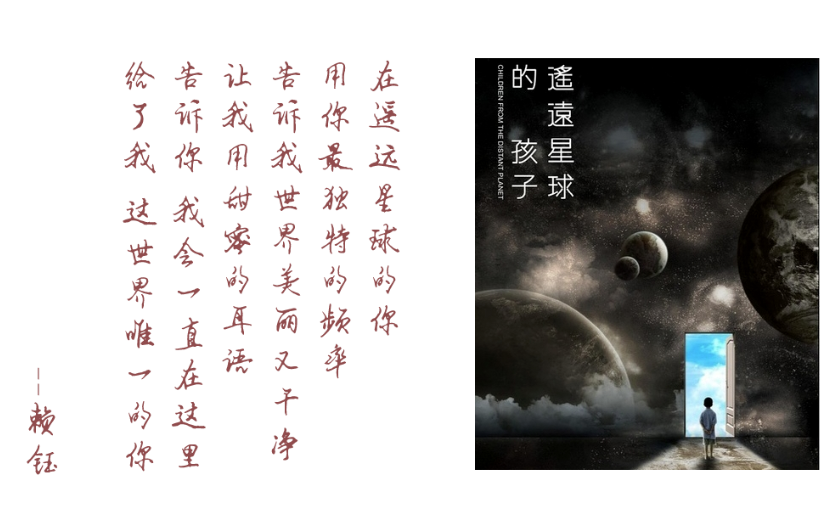 在遥远星球的你
用你最独特的频率
告诉我世界美丽又干净
让我用甜蜜的耳语
告诉你 我会一直在这里
给了我 这世界唯一的你
——赖钰
遙遠星球
的 孩子
CHILDREN FROM THE DISTANT PLANET